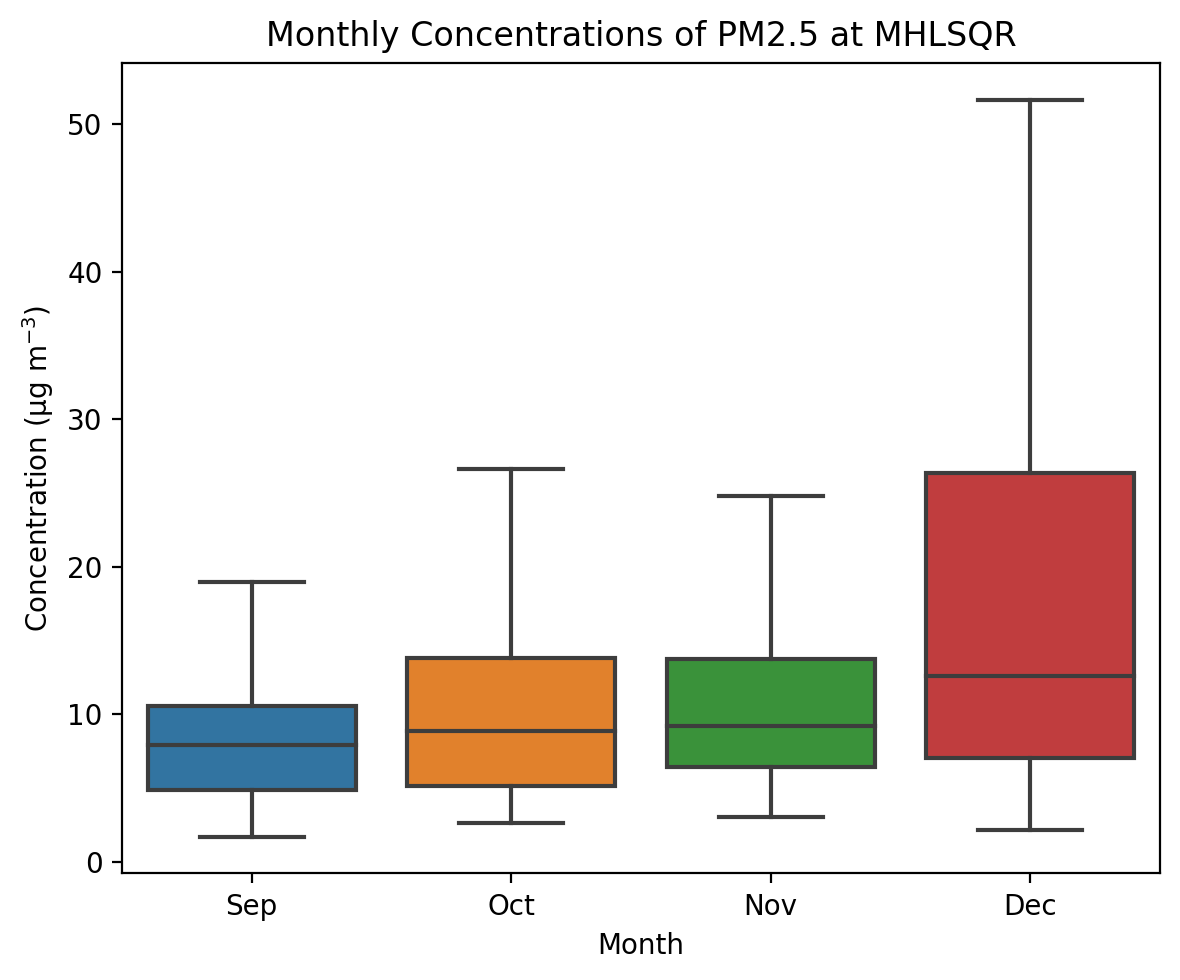 Monthly Concentrations of PM2.5 at MHLSQR
50
40
30
20
10
0
Concentration (µg m⁻³)
Sep Oct Nov Dec
Month